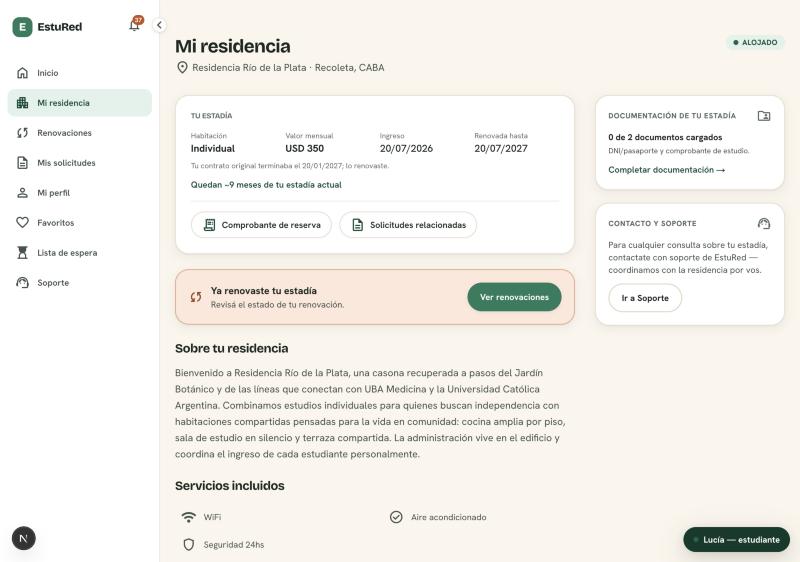 E EstuRed
37
Inicio
Mi residencia
Renovaciones
Mis solicitudes
Mi perfil
Favoritos
Lista de espera
Soporte
N
Mi residencia
Residencia Río de la Plata · Recoleta, CABA
ALOJADO
TU ESTADÍA
Habitación Valor mensual Ingreso Renovada hasta
Individual USD 350 20/07/2026 20/07/2027
Tu contrato original terminaba el 20/01/2027; lo renovaste.
Quedan ~9 meses de tu estadía actual
Comprobante de reserva Solicitudes relacionadas
Ya renovaste tu estadía
Revisá el estado de tu renovación.
Ver renovaciones
Sobre tu residencia
Bienvenido a Residencia Río de la Plata, una casona recuperada a pasos del Jardín
Botánico y de las líneas que conectan con UBA Medicina y la Universidad Católica
Argentina. Combinamos estudios individuales para quienes buscan independencia con
habitaciones compartidas pensadas para la vida en comunidad: cocina amplia por piso,
sala de estudio en silencio y terraza compartida. La administración vive en el edificio y
coordina el ingreso de cada estudiante personalmente.
Servicios incluidos
WiFi Aire acondicionado
Seguridad 24hs
DOCUMENTACIÓN DE TU ESTADÍA
0 de 2 documentos cargados
DNI/pasaporte y comprobante de estudio.
Completar documentación →
CONTACTO Y SOPORTE
Para cualquier consulta sobre tu estadía,
contactate con soporte de EstuRed —
coordinamos con la residencia por vos.
Ir a Soporte
Lucía — estudiante